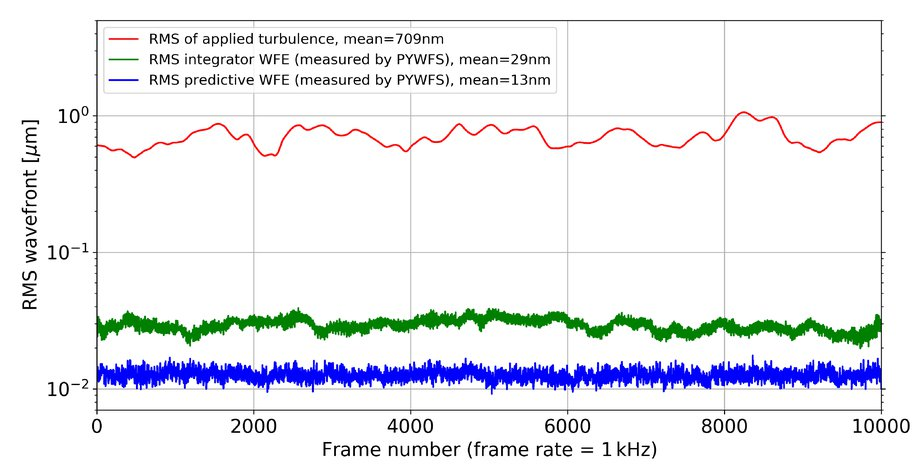 RMS of applied turbulence, mean=709nm
RMS integrator WFE (measured by PYWFS), mean=29nm
RMS predictive WFE (measured by PYWFS), mean=13nm
RMS wavefront [μm]
10⁰
10⁻¹
10⁻²
0 2000 4000 6000 8000 10000
Frame number (frame rate = 1 kHz)